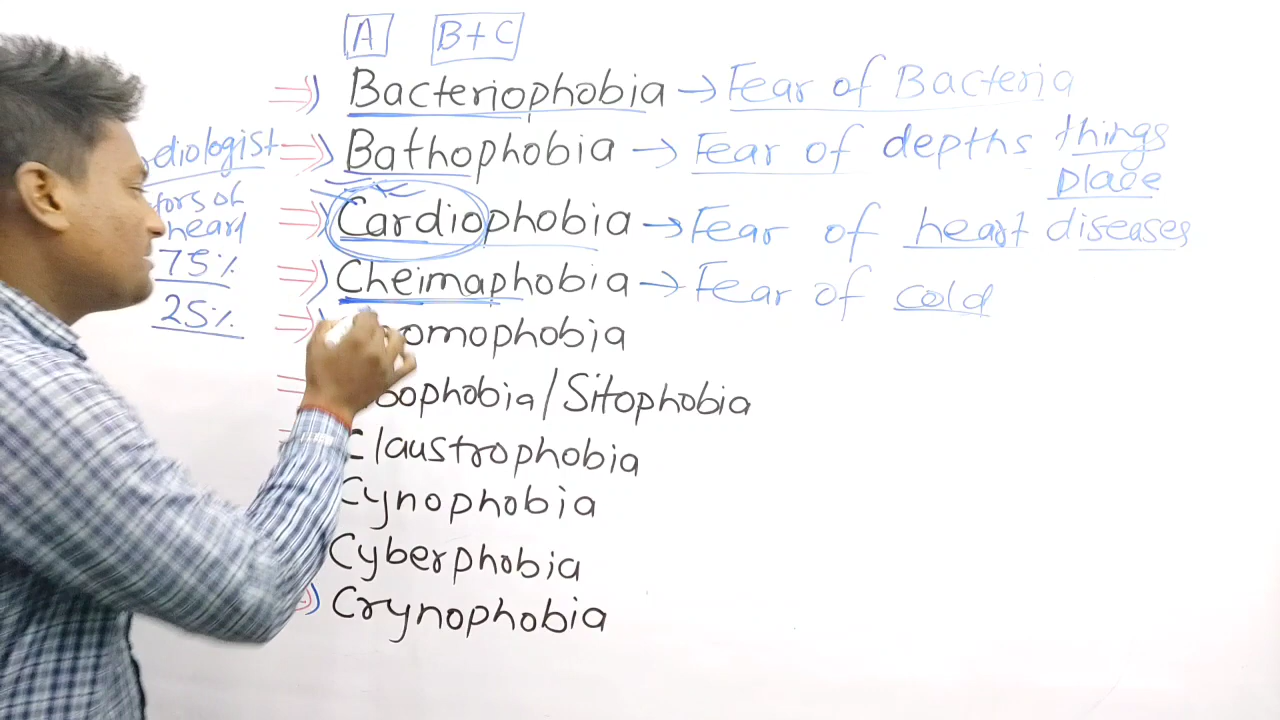 A B+C
Bacteriophobia → Fear of Bacteria
Bathophobia → Fear of depths things place
Cardiophobia → Fear of heart diseases
Cheimaphobia → Fear of cold
omophobia
ophobia/Sitophobia
Claustrophobia
Cynophobia
Cyberphobia
Crynophobia
diologist
tors of
heart
75%
25%